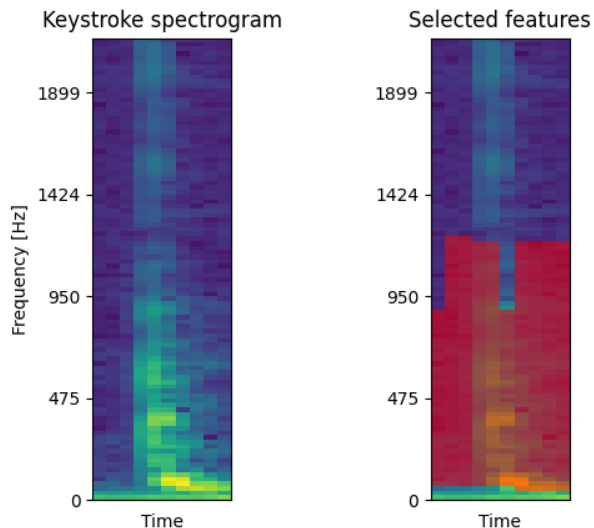 Keystroke spectrogram
Selected features
Frequency [Hz]
1899
1424
950
475
0
Time
1899
1424
950
475
0
Time